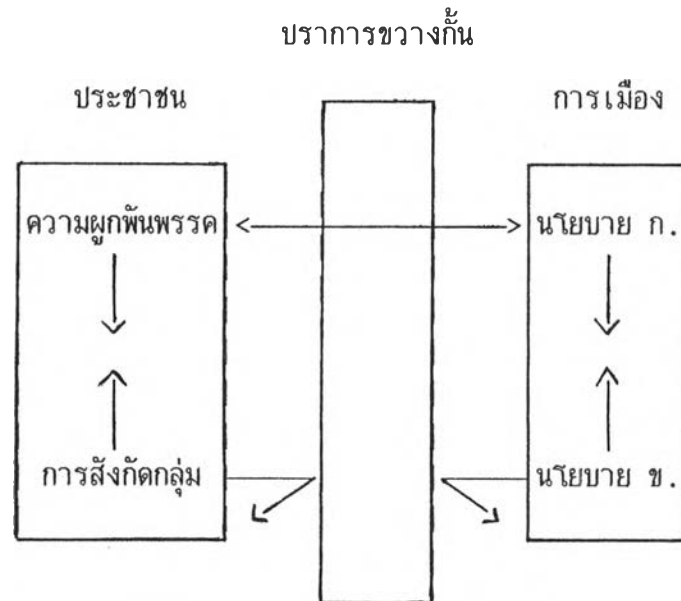 ปราการขวางกั้น
ประชาชน
การเมือง
ความผูกพันพรรค
นโยบาย ก.
การสังกัดกลุ่ม
นโยบาย ข.